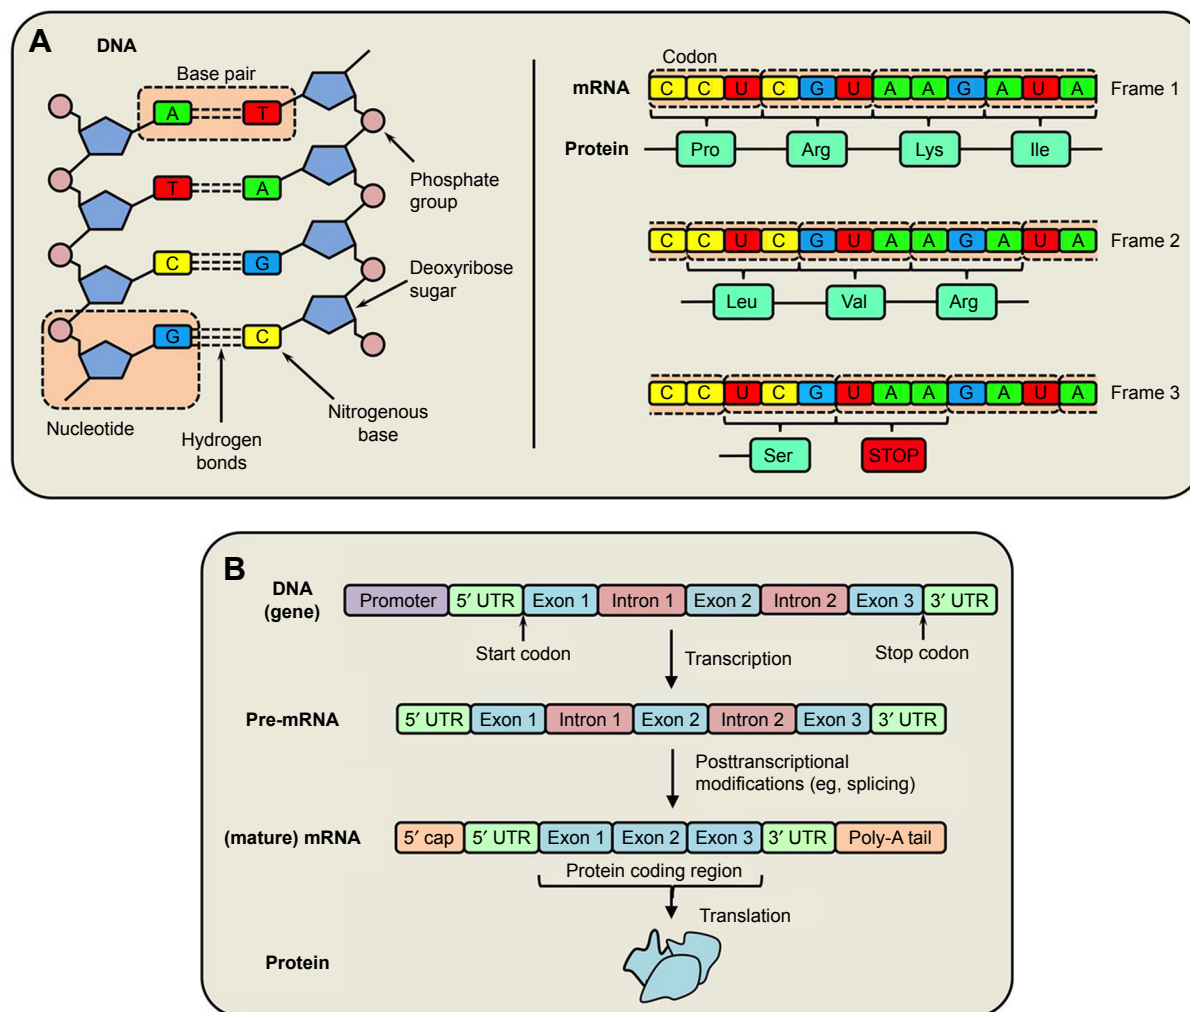 A
DNA
Base pair
A
T
T
A
C
G
G
C
Phosphate
group
Deoxyribose
sugar
Nitrogenous
base
Hydrogen
bonds
Nucleotide
Codon
mRNA
C C U C G U A A G A U A
Frame 1
Protein
Pro Arg Lys Ile
C C U C G U A A G A U A
Frame 2
Leu Val Arg
C C U C G U A A G A U A
Frame 3
Ser STOP
B
DNA
(gene)
Promoter 5′ UTR Exon 1 Intron 1 Exon 2 Intron 2 Exon 3 3′ UTR
Start codon
Stop codon
Transcription
Pre-mRNA
5′ UTR Exon 1 Intron 1 Exon 2 Intron 2 Exon 3 3′ UTR
Posttranscriptional
modifications (eg, splicing)
(mature) mRNA
5′ cap 5′ UTR Exon 1 Exon 2 Exon 3 3′ UTR Poly-A tail
Protein coding region
Translation
Protein